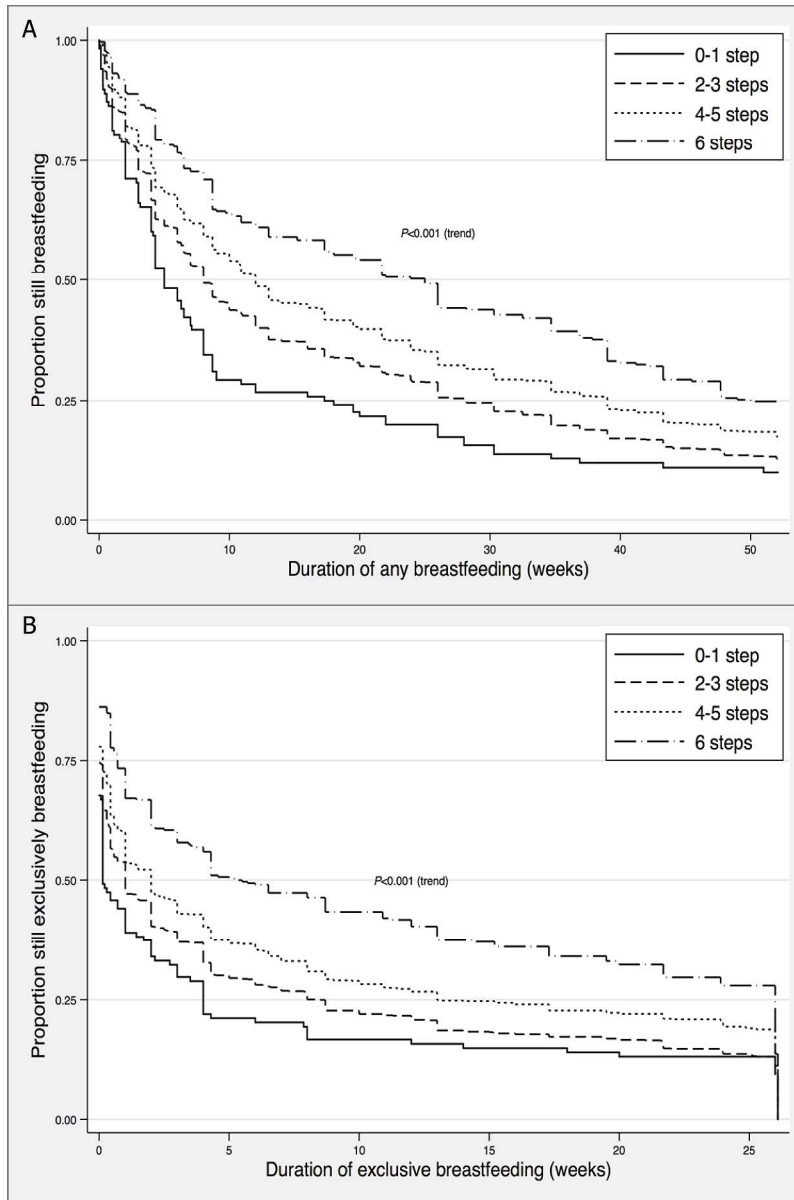 A
1.00
0.75
0.50
0.25
0.00
Proportion still breastfeeding
0-1 step
2-3 steps
4-5 steps
6 steps
P<0.001 (trend)
0 10 20 30 40 50
Duration of any breastfeeding (weeks)
B
1.00
0.75
0.50
0.25
0.00
Proportion still exclusively breastfeeding
0-1 step
2-3 steps
4-5 steps
6 steps
P<0.001 (trend)
0 5 10 15 20 25
Duration of exclusive breastfeeding (weeks)